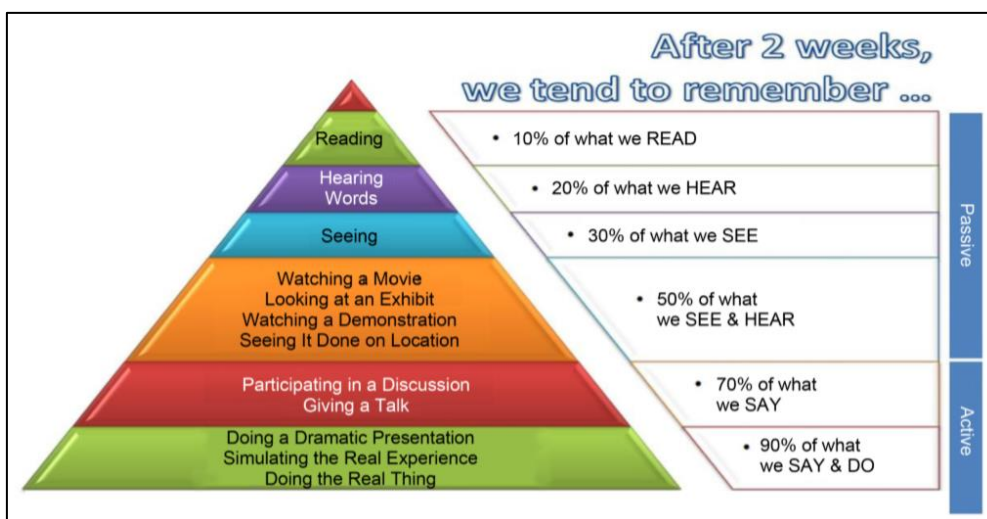 After 2 weeks,
we tend to remember ...
Reading
• 10% of what we READ
Hearing
Words
• 20% of what we HEAR
Seeing
• 30% of what we SEE
Watching a Movie
Looking at an Exhibit
Watching a Demonstration
Seeing It Done on Location
• 50% of what
we SEE & HEAR
Passive
Participating in a Discussion
Giving a Talk
• 70% of what
we SAY
Doing a Dramatic Presentation
Simulating the Real Experience
Doing the Real Thing
• 90% of what
we SAY & DO
Active